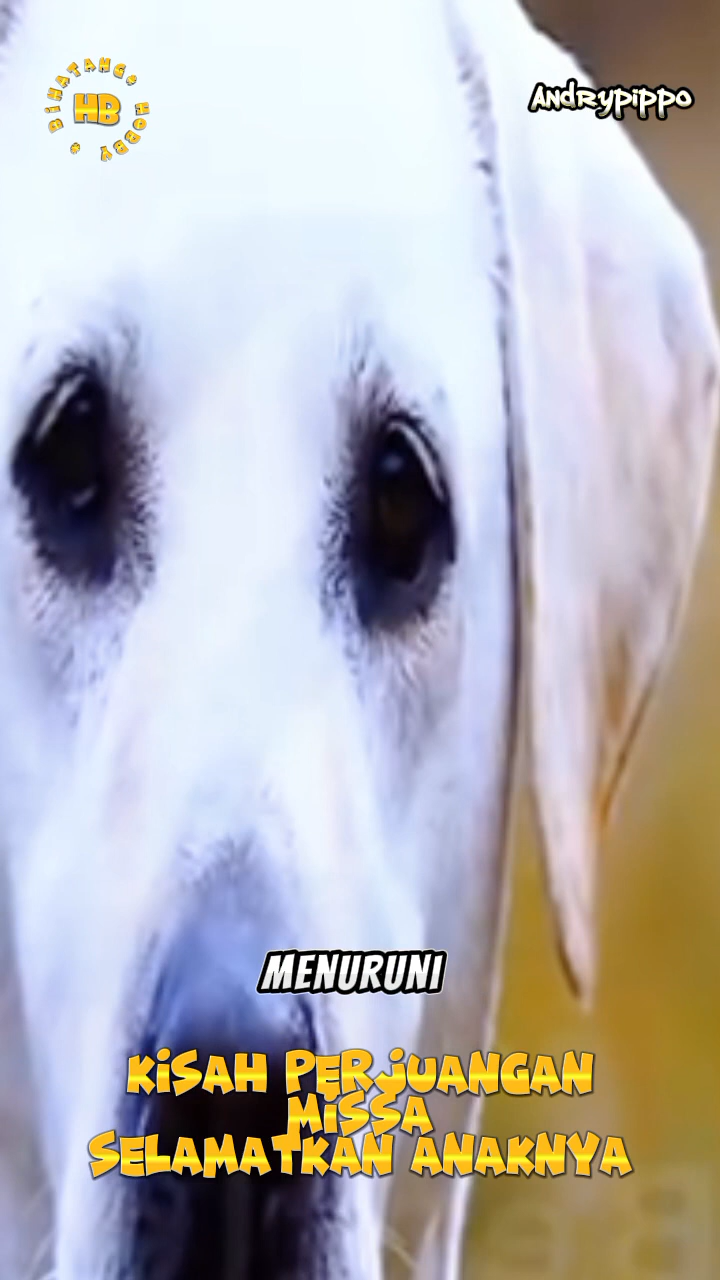 BINATANG * HOBBY *
HB
ANDRYPIPPO
MENURUNI
KISAH PERJUANGAN
MISSA
SELAMATKAN ANAKNYA